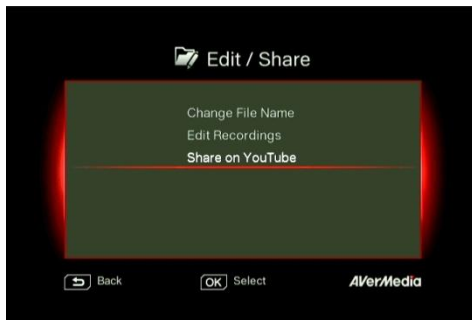 Edit / Share
Change File Name
Edit Recordings
Share on YouTube
Back
OK Select
AVerMedia